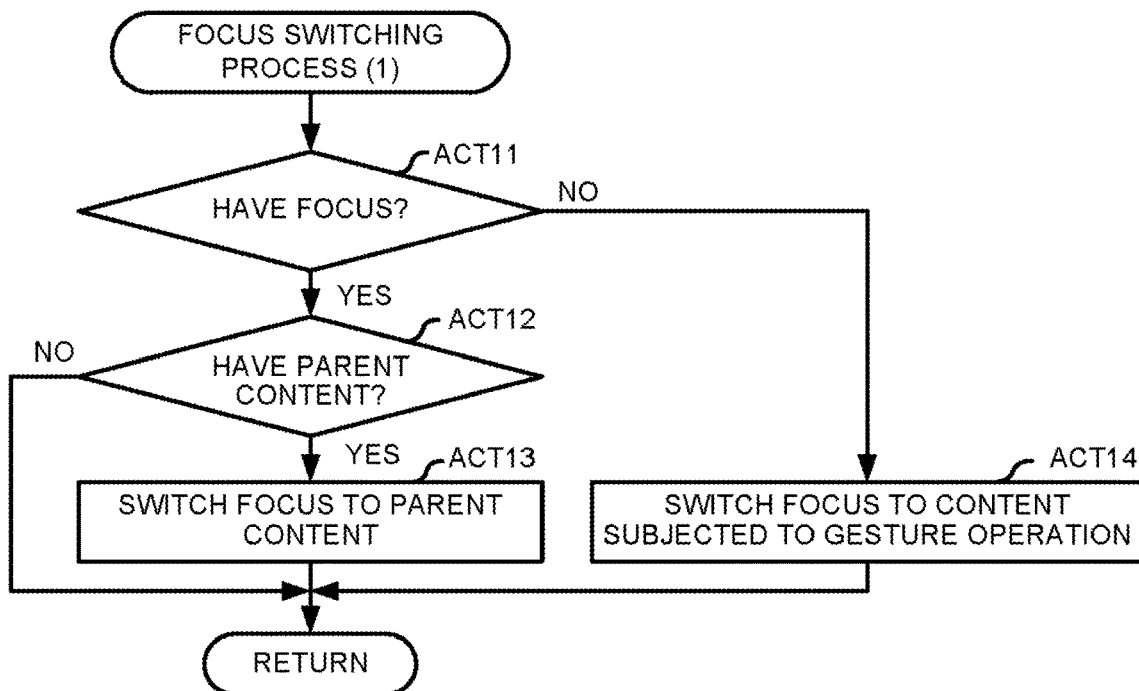 FOCUS SWITCHING
PROCESS (1)
ACT11
HAVE FOCUS?
NO
YES
ACT12
NO
HAVE PARENT
CONTENT?
YES
ACT13
SWITCH FOCUS TO PARENT
CONTENT
ACT14
SWITCH FOCUS TO CONTENT
SUBJECTED TO GESTURE OPERATION
RETURN